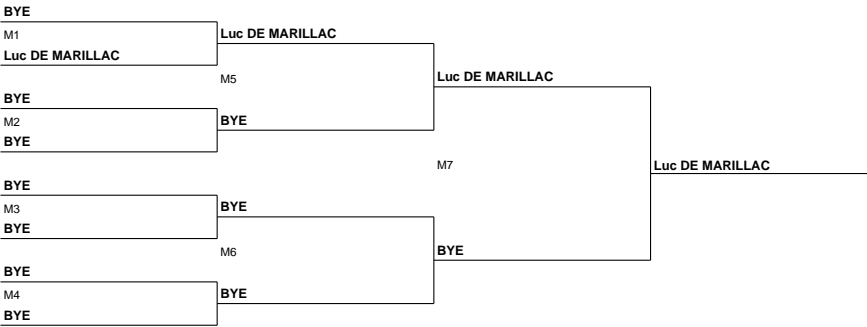 BYE
M1
Luc DE MARILLAC
Luc DE MARILLAC
M5
Luc DE MARILLAC
BYE
M2
BYE
BYE
M7
Luc DE MARILLAC
BYE
M3
BYE
BYE
M6
BYE
BYE
M4
BYE
BYE